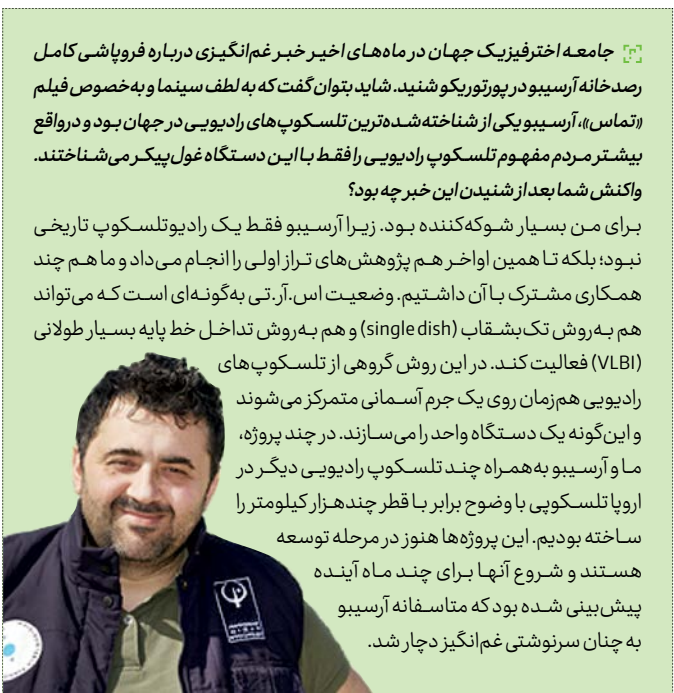 جامعه اخترفیزیک جهان در ماه‌های اخیر خبر غم‌انگیزی درباره فروپاشی کامل
رصدخانه آرسیبو در پورتوریکو شنید. شاید بتوان گفت که به لطف سینما و به‌خصوص فیلم
«تماس»، آرسیبو یکی از شناخته‌شده‌ترین تلسکوپ‌های رادیویی در جهان بود و درواقع
بیشتر مردم مفهوم تلسکوپ رادیویی را فقط با این دستگاه غول‌پیکر می‌شناختند.
واکنش شما بعد از شنیدن این خبر چه بود؟
برای من بسیار شوکه‌کننده بود. زیرا آرسیبو فقط یک رادیوتلسکوپ تاریخی
نبود؛ بلکه تا همین اواخر هم پژوهش‌های تراز اولی را انجام می‌داد و ما هم چند
همکاری مشترک با آن داشتیم. وضعیت اس.آر.تی به‌گونه‌ای است که می‌تواند
هم به‌روش تک‌بشقاب (single dish) و هم به‌روش تداخل خط پایه بسیار طولانی
(VLBI) فعالیت کند. در این روش گروهی از تلسکوپ‌های
رادیویی هم‌زمان روی یک جرم آسمانی متمرکز می‌شوند
و این‌گونه یک دستگاه واحد را می‌سازند. در چند پروژه،
ما و آرسیبو به‌همراه چند تلسکوپ رادیویی دیگر در
اروپا تلسکوپی با وضوح برابر با قطر چندهزار کیلومتر را
ساخته بودیم. این پروژه‌ها هنوز در مرحله توسعه
هستند و شروع آنها برای چند ماه آینده
پیش‌بینی شده بود که متاسفانه آرسیبو
به چنان سرنوشتی غم‌انگیز دچار شد.